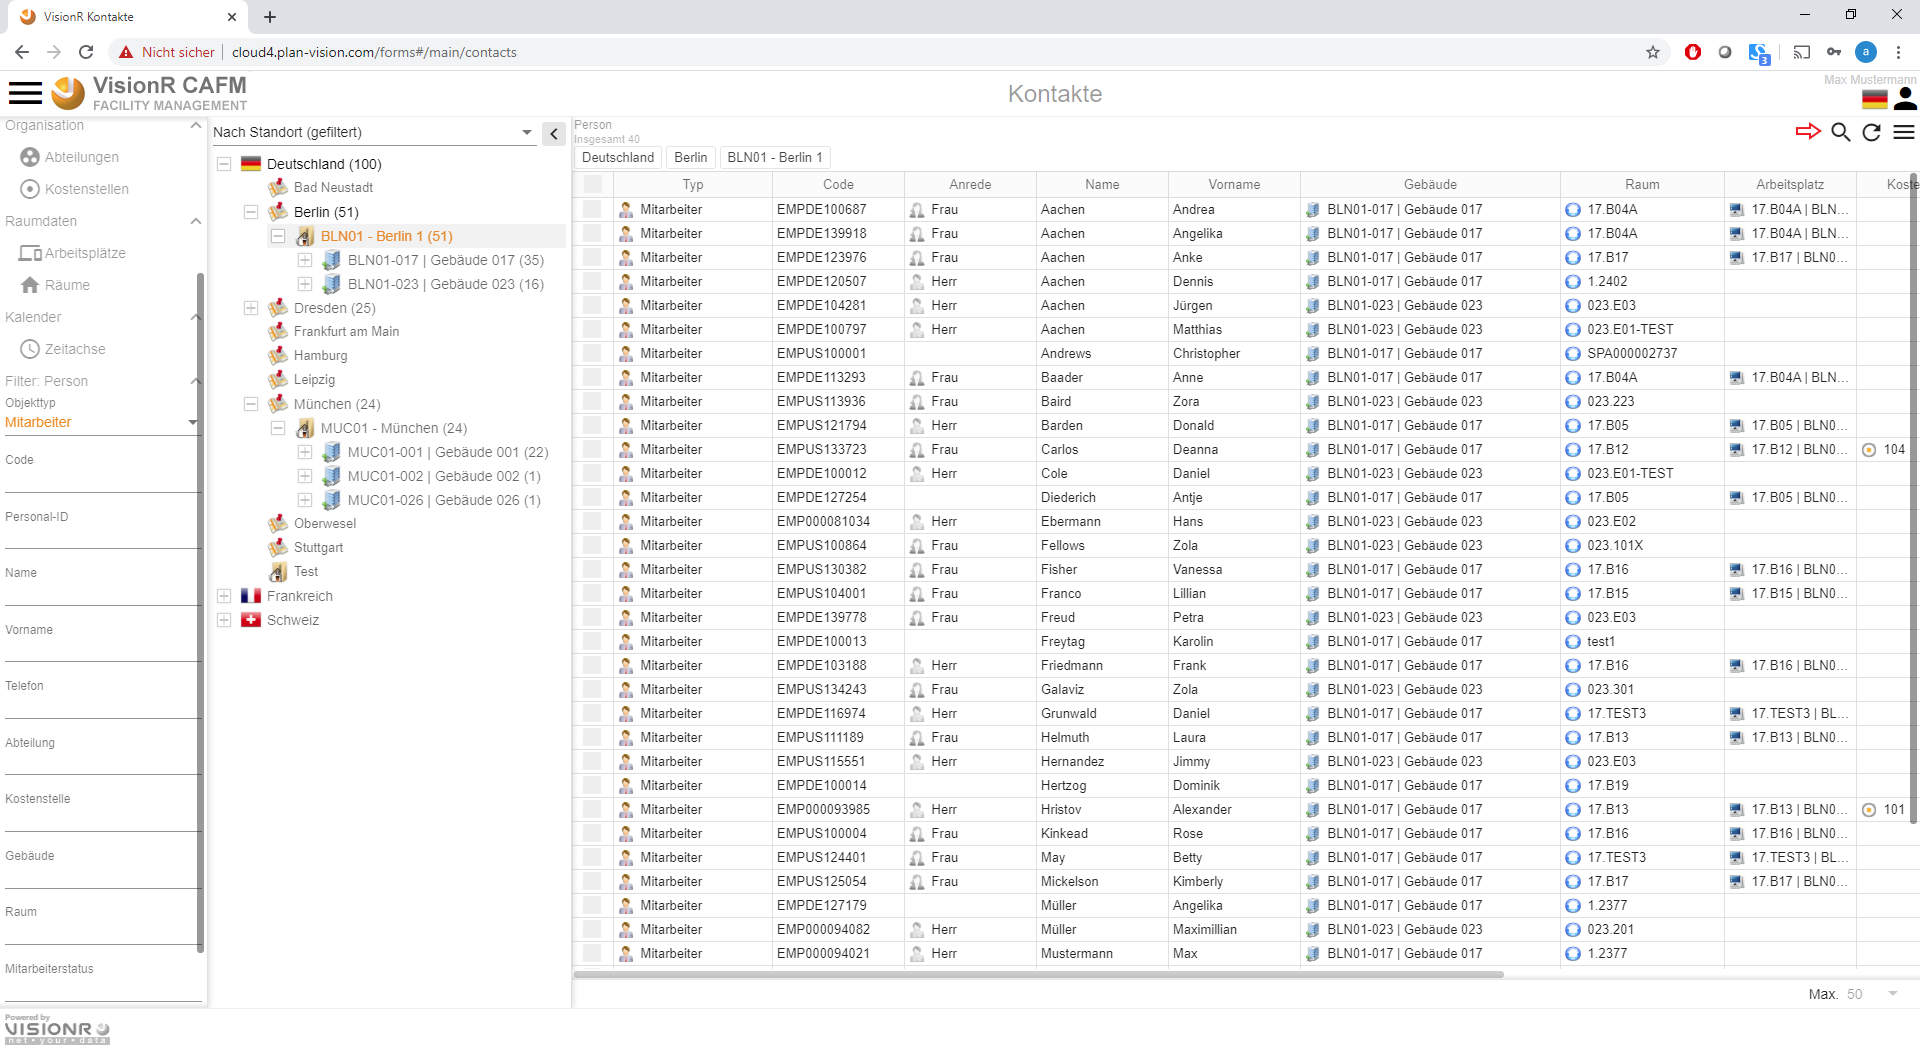 VisionR Kontakte
Nicht sicher cloud4.plan-vision.com/forms#/main/contacts
a
3
VisionR CAFM
FACILITY MANAGEMENT
Kontakte
Max Mustermann
Organisation
Abteilungen
Kostenstellen
Raumdaten
Arbeitsplätze
Räume
Kalender
Zeitachse
Filter: Person
Objekttyp
Mitarbeiter
Code
Personal-ID
Name
Vorname
Telefon
Abteilung
Kostenstelle
Gebäude
Raum
Mitarbeiterstatus
Nach Standort (gefiltert)
Deutschland (100)
Bad Neustadt
Berlin (51)
BLN01 - Berlin 1 (51)
BLN01-017 | Gebäude 017 (35)
BLN01-023 | Gebäude 023 (16)
Dresden (25)
Frankfurt am Main
Hamburg
Leipzig
München (24)
MUC01 - München (24)
MUC01-001 | Gebäude 001 (22)
MUC01-002 | Gebäude 002 (1)
MUC01-026 | Gebäude 026 (1)
Oberwesel
Stuttgart
Test
Frankreich
Schweiz
Person
Insgesamt 40
Deutschland Berlin BLN01 - Berlin 1
Typ Code Anrede Name Vorname Gebäude Raum Arbeitsplatz Koste
Mitarbeiter EMPDE100687 Frau Aachen Andrea BLN01-017 | Gebäude 017 17.B04A 17.B04A | BLN...
Mitarbeiter EMPDE139918 Frau Aachen Angelika BLN01-017 | Gebäude 017 17.B04A 17.B04A | BLN...
Mitarbeiter EMPDE123976 Frau Aachen Anke BLN01-017 | Gebäude 017 17.B17 17.B17 | BLN0...
Mitarbeiter EMPDE120507 Herr Aachen Dennis BLN01-017 | Gebäude 017 1.2402
Mitarbeiter EMPDE104281 Herr Aachen Jürgen BLN01-023 | Gebäude 023 023.E03
Mitarbeiter EMPDE100797 Herr Aachen Matthias BLN01-023 | Gebäude 023 023.E01-TEST
Mitarbeiter EMPUS100001 Andrews Christopher BLN01-017 | Gebäude 017 SPA000002737
Mitarbeiter EMPDE113293 Frau Baader Anne BLN01-017 | Gebäude 017 17.B04A 17.B04A | BLN...
Mitarbeiter EMPUS113936 Frau Baird Zora BLN01-023 | Gebäude 023 023.223
Mitarbeiter EMPUS121794 Herr Barden Donald BLN01-017 | Gebäude 017 17.B05 17.B05 | BLN0...
Mitarbeiter EMPUS133723 Frau Carlos Deanna BLN01-017 | Gebäude 017 17.B12 17.B12 | BLN0... 104
Mitarbeiter EMPDE100012 Herr Cole Daniel BLN01-023 | Gebäude 023 023.E01-TEST
Mitarbeiter EMPDE127254 Diederich Antje BLN01-017 | Gebäude 017 17.B05 17.B05 | BLN0...
Mitarbeiter EMP000081034 Herr Ebermann Hans BLN01-023 | Gebäude 023 023.E02
Mitarbeiter EMPUS100864 Frau Fellows Zola BLN01-023 | Gebäude 023 023.101X
Mitarbeiter EMPUS130382 Frau Fisher Vanessa BLN01-017 | Gebäude 017 17.B16 17.B16 | BLN0...
Mitarbeiter EMPUS104001 Frau Franco Lillian BLN01-017 | Gebäude 017 17.B15 17.B15 | BLN0...
Mitarbeiter EMPDE139778 Frau Freud Petra BLN01-023 | Gebäude 023 023.E03
Mitarbeiter EMPDE100013 Freytag Karolin BLN01-017 | Gebäude 017 test1
Mitarbeiter EMPDE103188 Herr Friedmann Frank BLN01-017 | Gebäude 017 17.B16 17.B16 | BLN0...
Mitarbeiter EMPUS134243 Frau Galaviz Zola BLN01-023 | Gebäude 023 023.301
Mitarbeiter EMPDE116974 Herr Grunwald Daniel BLN01-017 | Gebäude 017 17.TEST3 17.TEST3 | BL...
Mitarbeiter EMPUS111189 Frau Helmuth Laura BLN01-017 | Gebäude 017 17.B13 17.B13 | BLN0...
Mitarbeiter EMPUS115551 Herr Hernandez Jimmy BLN01-023 | Gebäude 023 023.E03
Mitarbeiter EMPDE100014 Hertzog Dominik BLN01-017 | Gebäude 017 17.B19
Mitarbeiter EMP000093985 Herr Hristov Alexander BLN01-017 | Gebäude 017 17.B13 17.B13 | BLN0... 101
Mitarbeiter EMPUS100004 Frau Kinkead Rose BLN01-017 | Gebäude 017 17.B16 17.B16 | BLN0...
Mitarbeiter EMPUS124401 Frau May Betty BLN01-017 | Gebäude 017 17.TEST3 17.TEST3 | BL...
Mitarbeiter EMPUS125054 Frau Mickelson Kimberly BLN01-017 | Gebäude 017 17.B17 17.B17 | BLN0...
Mitarbeiter EMPDE127179 Müller Angelika BLN01-017 | Gebäude 017 1.2377
Mitarbeiter EMP000094082 Herr Müller Maximillian BLN01-023 | Gebäude 023 023.201
Mitarbeiter EMP000094021 Herr Mustermann Max BLN01-017 | Gebäude 017 1.2377
Max. 50
Powered by
VISIONR
net • your • data